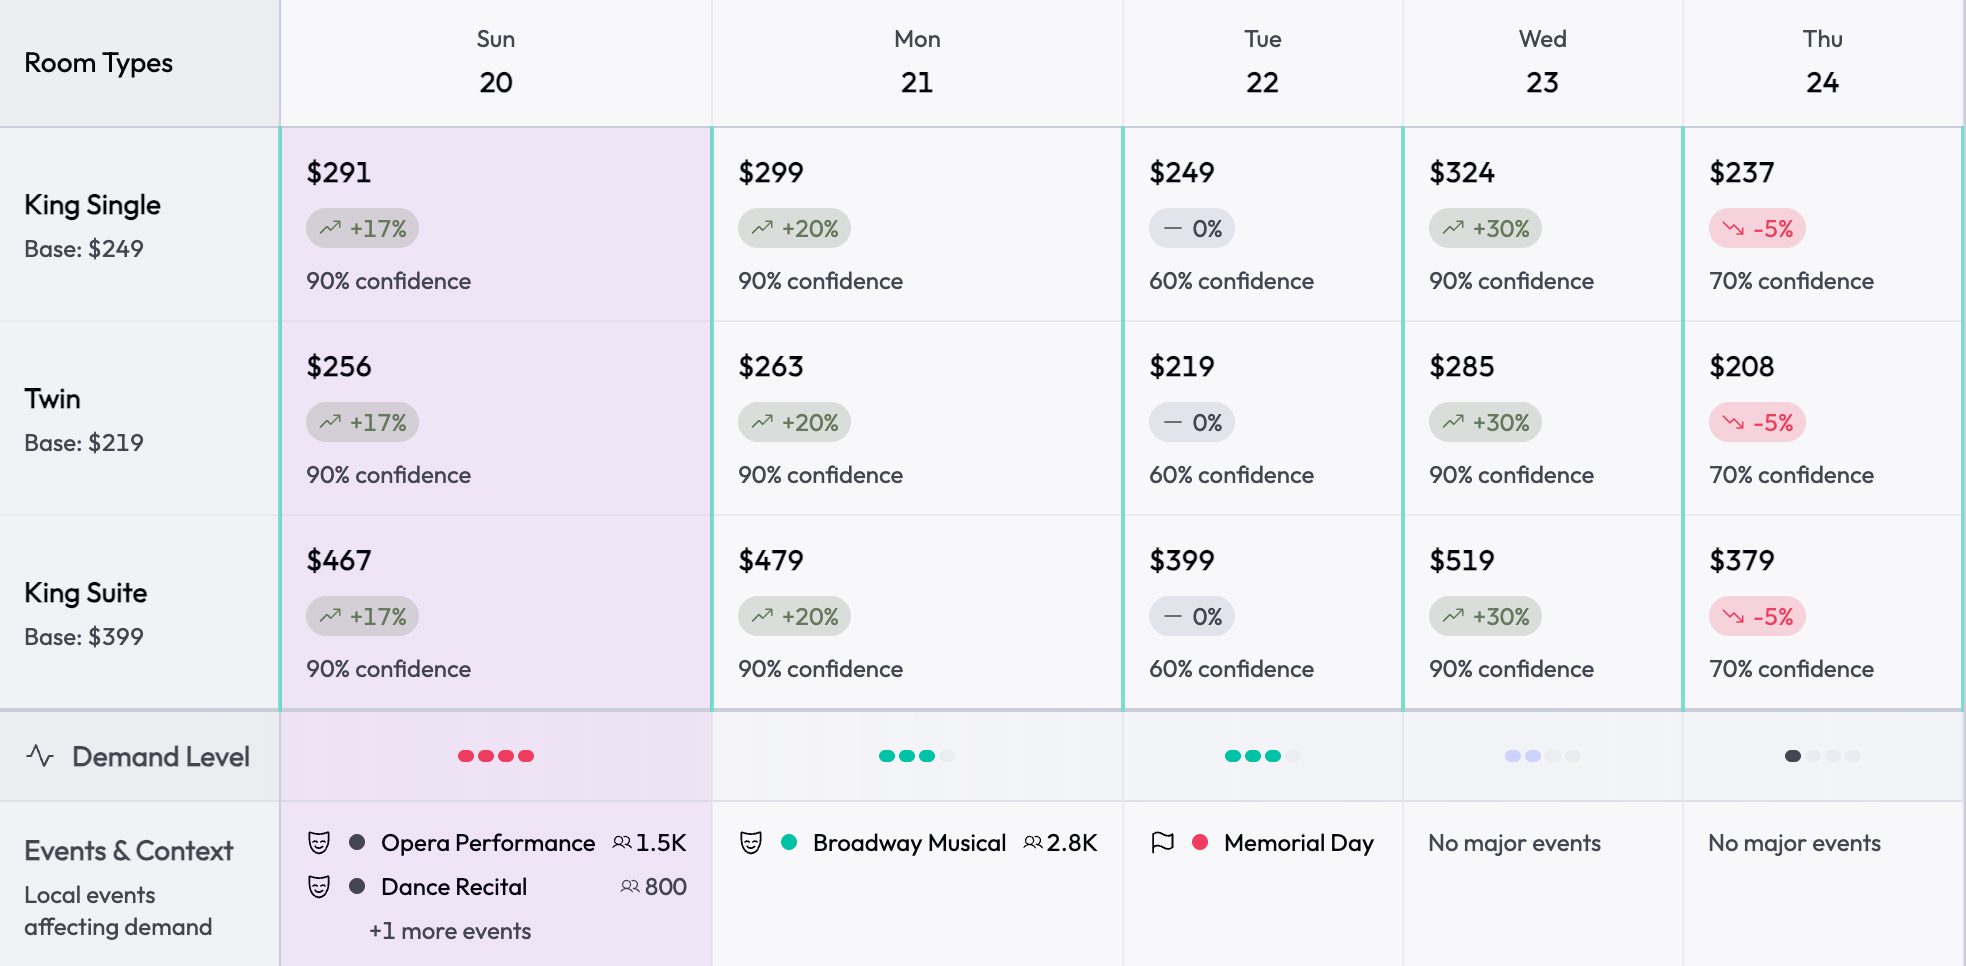 Room Types
Sun
20
Mon
21
Tue
22
Wed
23
Thu
24
King Single
Base: $249
$291
+17%
90% confidence
$299
+20%
90% confidence
$249
0%
60% confidence
$324
+30%
90% confidence
$237
-5%
70% confidence
Twin
Base: $219
$256
+17%
90% confidence
$263
+20%
90% confidence
$219
0%
60% confidence
$285
+30%
90% confidence
$208
-5%
70% confidence
King Suite
Base: $399
$467
+17%
90% confidence
$479
+20%
90% confidence
$399
0%
60% confidence
$519
+30%
90% confidence
$379
-5%
70% confidence
Demand Level
Events & Context
Local events
affecting demand
Opera Performance 1.5K
Dance Recital 800
+1 more events
Broadway Musical 2.8K
Memorial Day
No major events
No major events